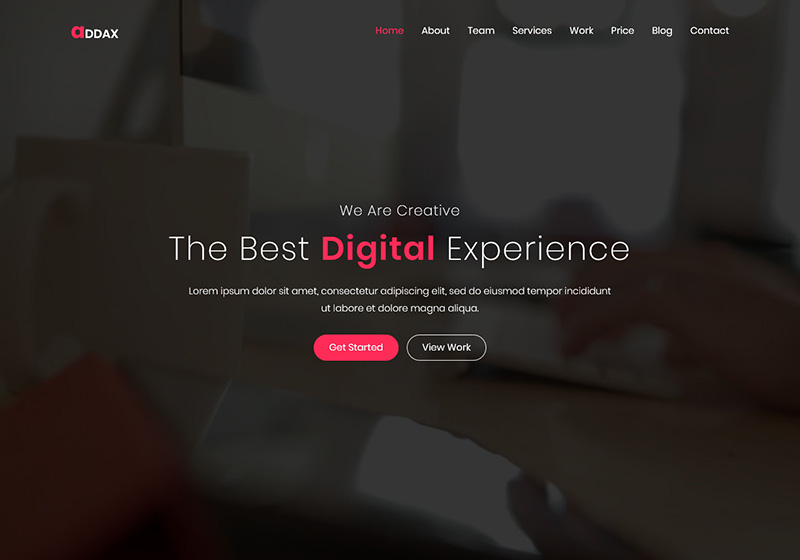 aDDAX
Home About Team Services Work Price Blog Contact
We Are Creative
The Best Digital Experience
Lorem ipsum dolor sit amet, consectetur adipiscing elit, sed do eiusmod tempor incididunt
ut labore et dolore magna aliqua.
Get Started View Work